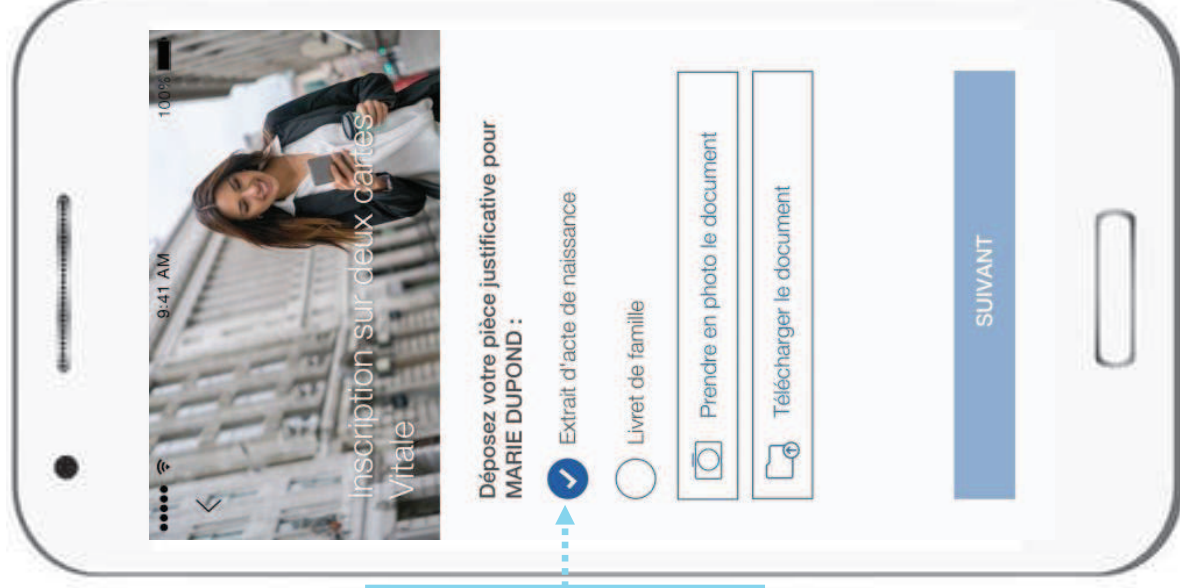 9:41 AM
100%
Inscription sur deux cartes
Vitale
Déposez votre pièce justificative pour
MARIE DUPOND :
Extrait d'acte de naissance
Livret de famille
Prendre en photo le document
Télécharger le document
SUIVANT